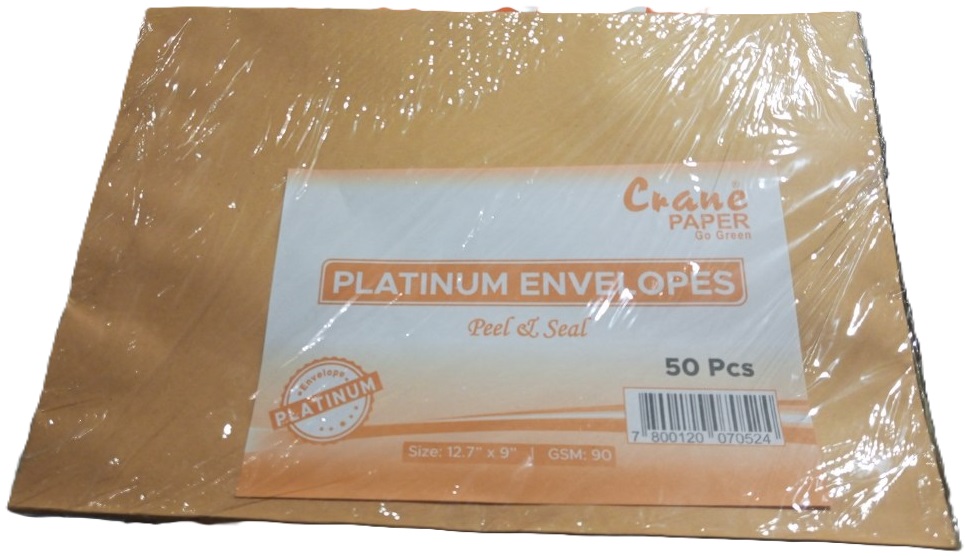 Crane®
PAPER
Go Green
PLATINUM ENVELOPES
Peel & Seal
50 Pcs
Envelope
PLATINUM
7 800120 070524
Size: 12.7" x 9" | GSM: 90